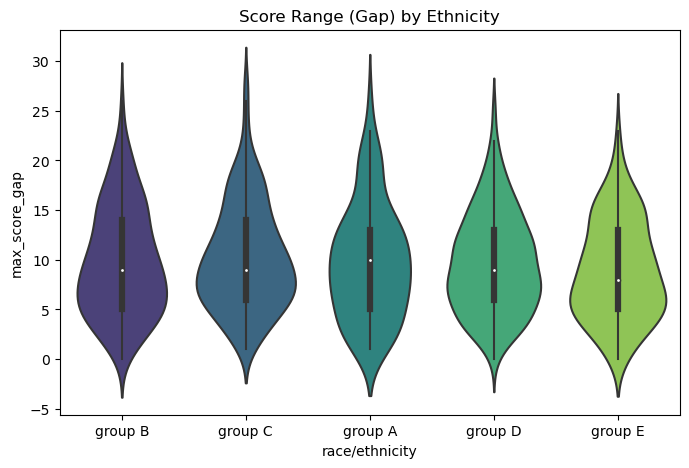 Score Range (Gap) by Ethnicity
max_score_gap
30
25
20
15
10
5
0
−5
group B
group C
group A
group D
group E
race/ethnicity